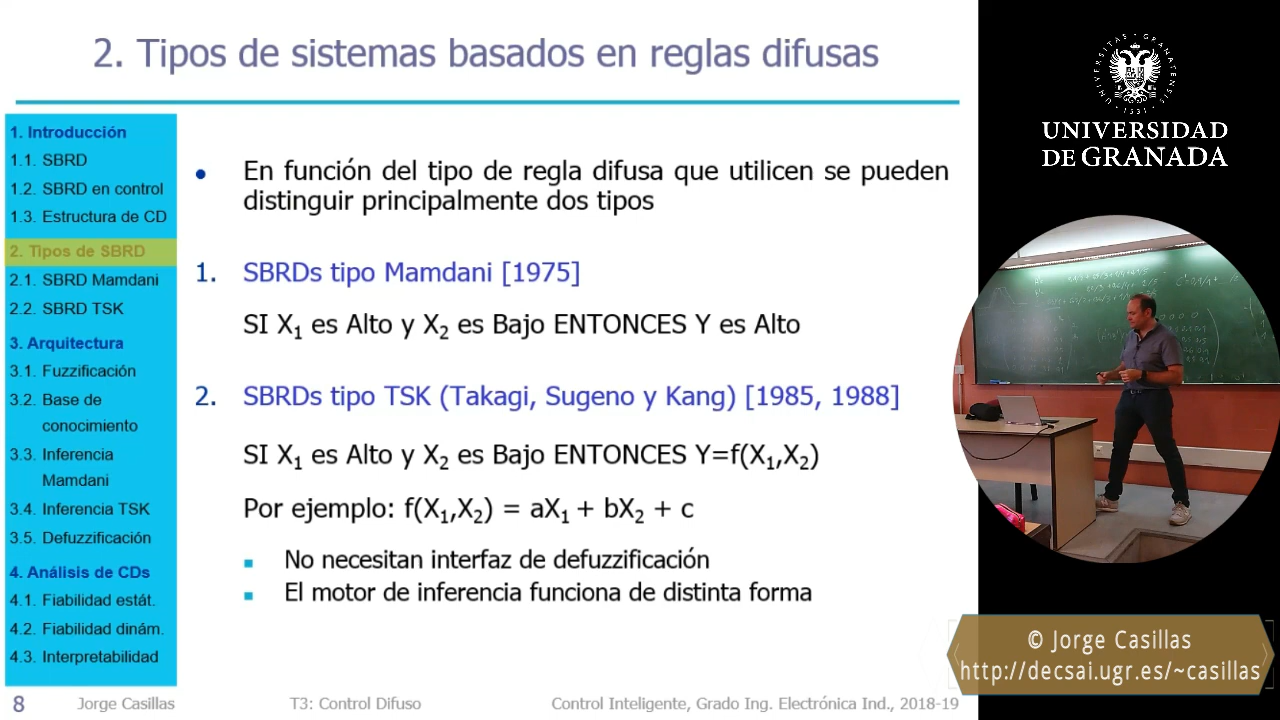 2. Tipos de sistemas basados en reglas difusas
1. Introducción
1.1. SBRD
1.2. SBRD en control
1.3. Estructura de CD
2. Tipos de SBRD
2.1. SBRD Mamdani
2.2. SBRD TSK
3. Arquitectura
3.1. Fuzzificación
3.2. Base de
conocimiento
3.3. Inferencia
Mamdani
3.4. Inferencia TSK
3.5. Defuzzificación
4. Análisis de CDs
4.1. Fiabilidad estát.
4.2. Fiabilidad dinám.
4.3. Interpretabilidad
• En función del tipo de regla difusa que utilicen se pueden
distinguir principalmente dos tipos
1. SBRDs tipo Mamdani [1975]
SI X₁ es Alto y X₂ es Bajo ENTONCES Y es Alto
2. SBRDs tipo TSK (Takagi, Sugeno y Kang) [1985, 1988]
SI X₁ es Alto y X₂ es Bajo ENTONCES Y=f(X₁,X₂)
Por ejemplo: f(X₁,X₂) = aX₁ + bX₂ + c
▪ No necesitan interfaz de defuzzificación
▪ El motor de inferencia funciona de distinta forma
8 Jorge Casillas T3: Control Difuso Control Inteligente, Grado Ing. Electrónica Ind., 2018-19
UNIVERSITAS GRANATENSIS 1531
UNIVERSIDAD
DE GRANADA
© Jorge Casillas
http://decsai.ugr.es/~casillas